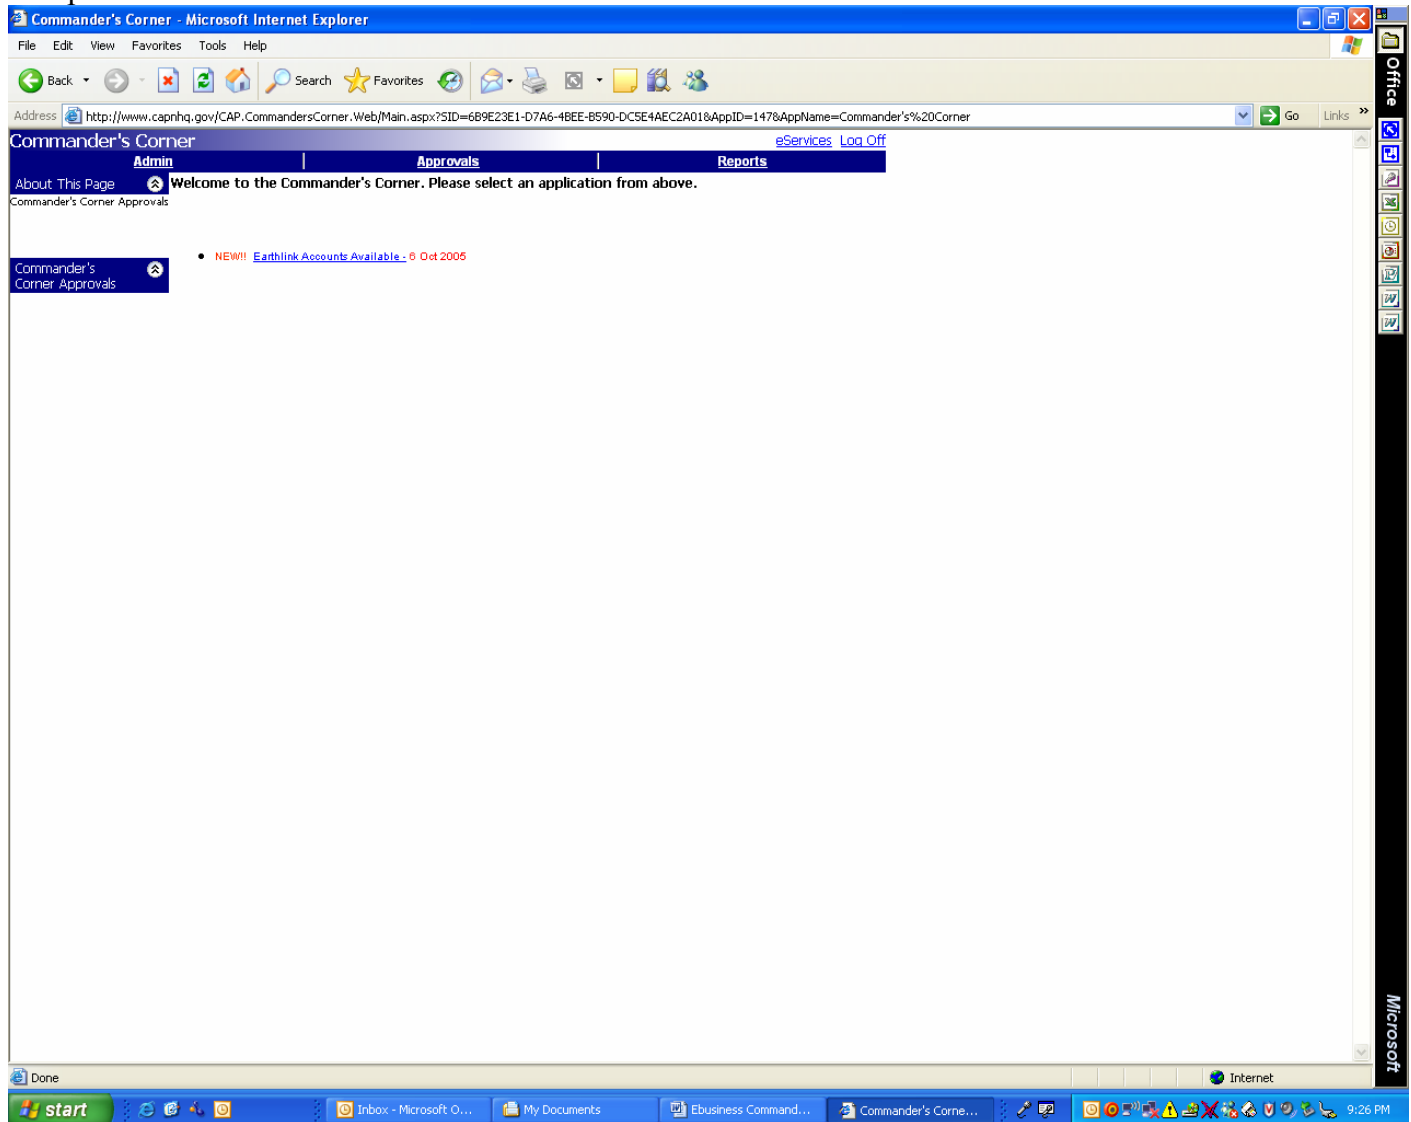 Commander's Corner - Microsoft Internet Explorer
File Edit View Favorites Tools Help
Back Search Favorites
Address http://www.capnhq.gov/CAP.CommandersCorner.Web/Main.aspx?SID=6B9E23E1-D7A6-4BEE-B590-DC5E4AEC2A01&AppID=147&AppName=Commander's%20Corner Go Links »
Commander's Corner eServices Log Off
Admin | Approvals | Reports
About This Page Welcome to the Commander's Corner. Please select an application from above.
Commander's Corner Approvals
• NEW!! Earthlink Accounts Available - 6 Oct 2005
Commander's
Corner Approvals
Office
Microsoft
Done Internet
start Inbox - Microsoft O... My Documents Ebusiness Command... Commander's Corne... 9:26 PM